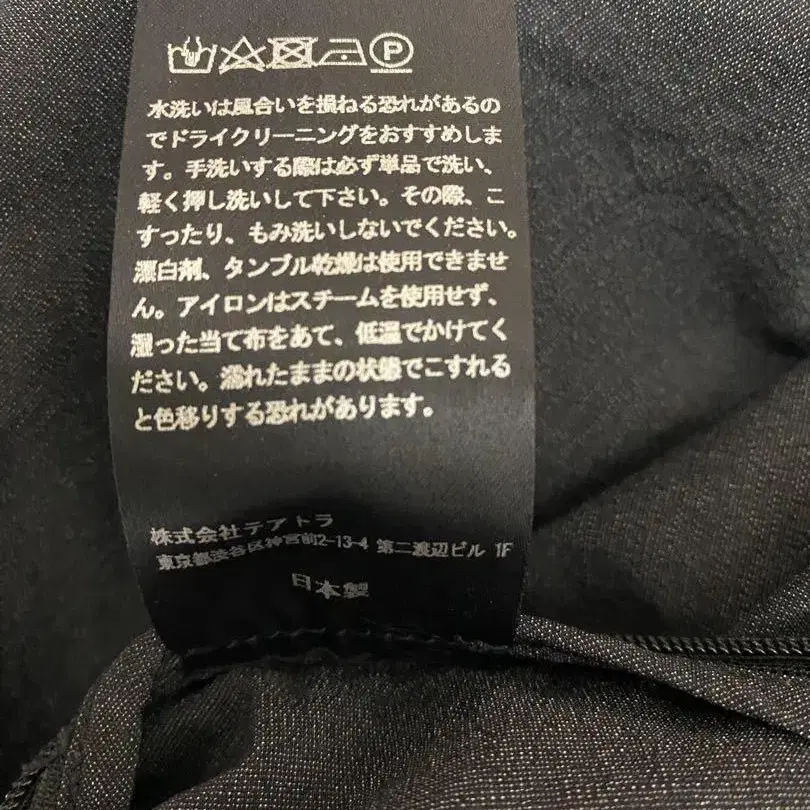 P
水洗いは風合いを損ねる恐れがあるの
でドライクリーニングをおすすめしま
す。手洗いする際は必ず単品で洗い、
軽く押し洗いして下さい。その際、こ
すったり、もみ洗いしないでください。
漂白剤、タンブル乾燥は使用できませ
ん。アイロンはスチームを使用せず、
湿った当て布をあて、低温でかけてく
ださい。濡れたままの状態でこすれる
と色移りする恐れがあります。
株式会社テアトラ
東京都渋谷区神宮前2-13-4 第二渡辺ビル 1F
日本製